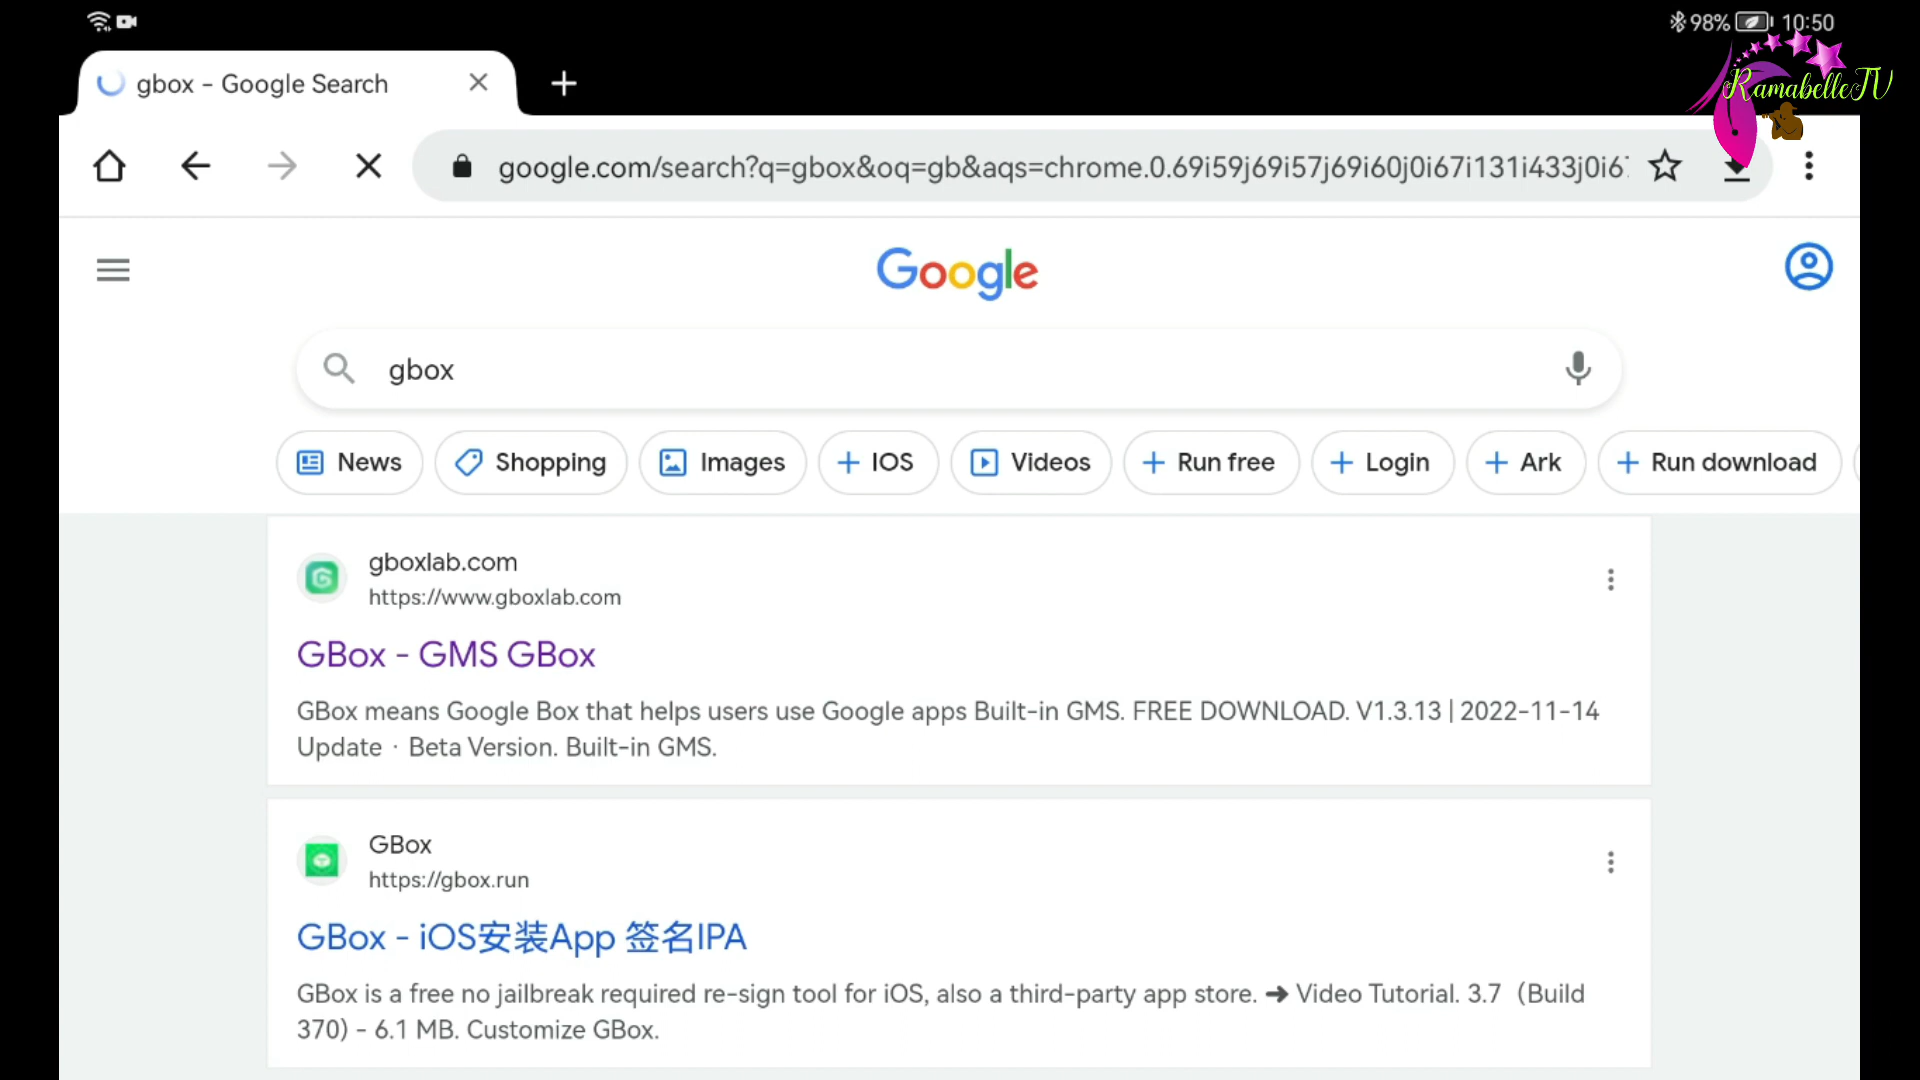 98% 10:50
RamabelleTV
gbox - Google Search
google.com/search?q=gbox&oq=gb&aqs=chrome.0.69i59j69i57j69i60j0i67i131i433j0i67
Google
gbox
News Shopping Images + IOS Videos + Run free + Login + Ark + Run download
gboxlab.com
https://www.gboxlab.com
GBox - GMS GBox
GBox means Google Box that helps users use Google apps Built-in GMS. FREE DOWNLOAD. V1.3.13 | 2022-11-14
Update · Beta Version. Built-in GMS.
GBox
https://gbox.run
GBox - iOS安装App 签名IPA
GBox is a free no jailbreak required re-sign tool for iOS, also a third-party app store. ➜ Video Tutorial. 3.7（Build
370) - 6.1 MB. Customize GBox.